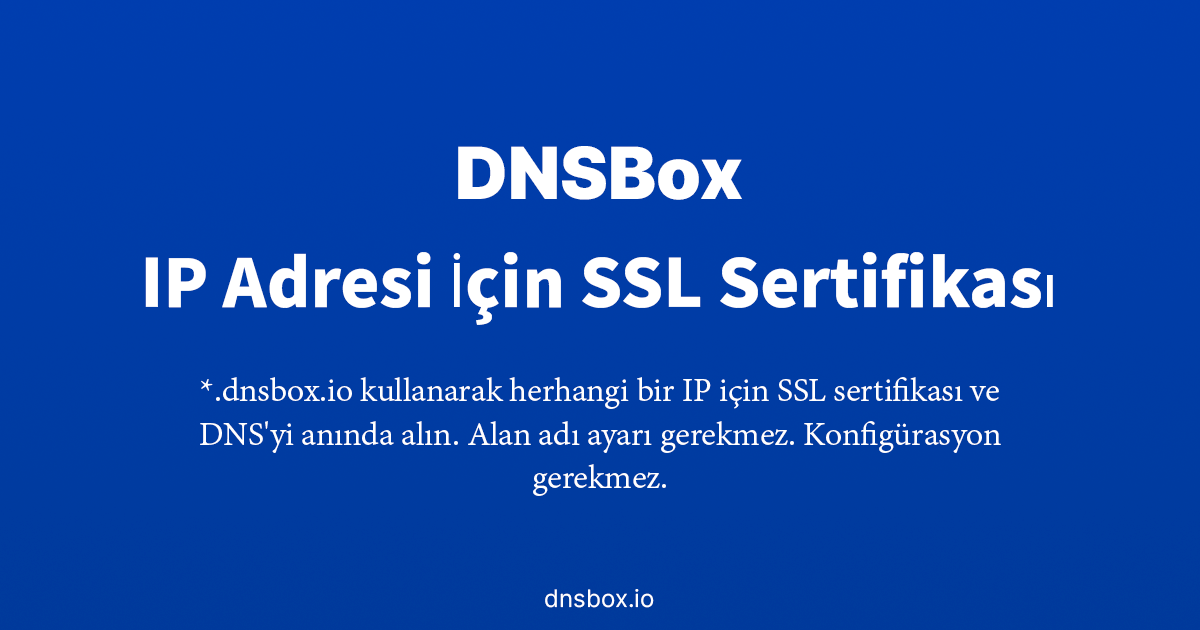 DNSBox
IP Adresi İçin SSL Sertifikası
*.dnsbox.io kullanarak herhangi bir IP için SSL sertifikası ve
DNS'yi anında alın. Alan adı ayarı gerekmez. Konfigürasyon
gerekmez.
dnsbox.io